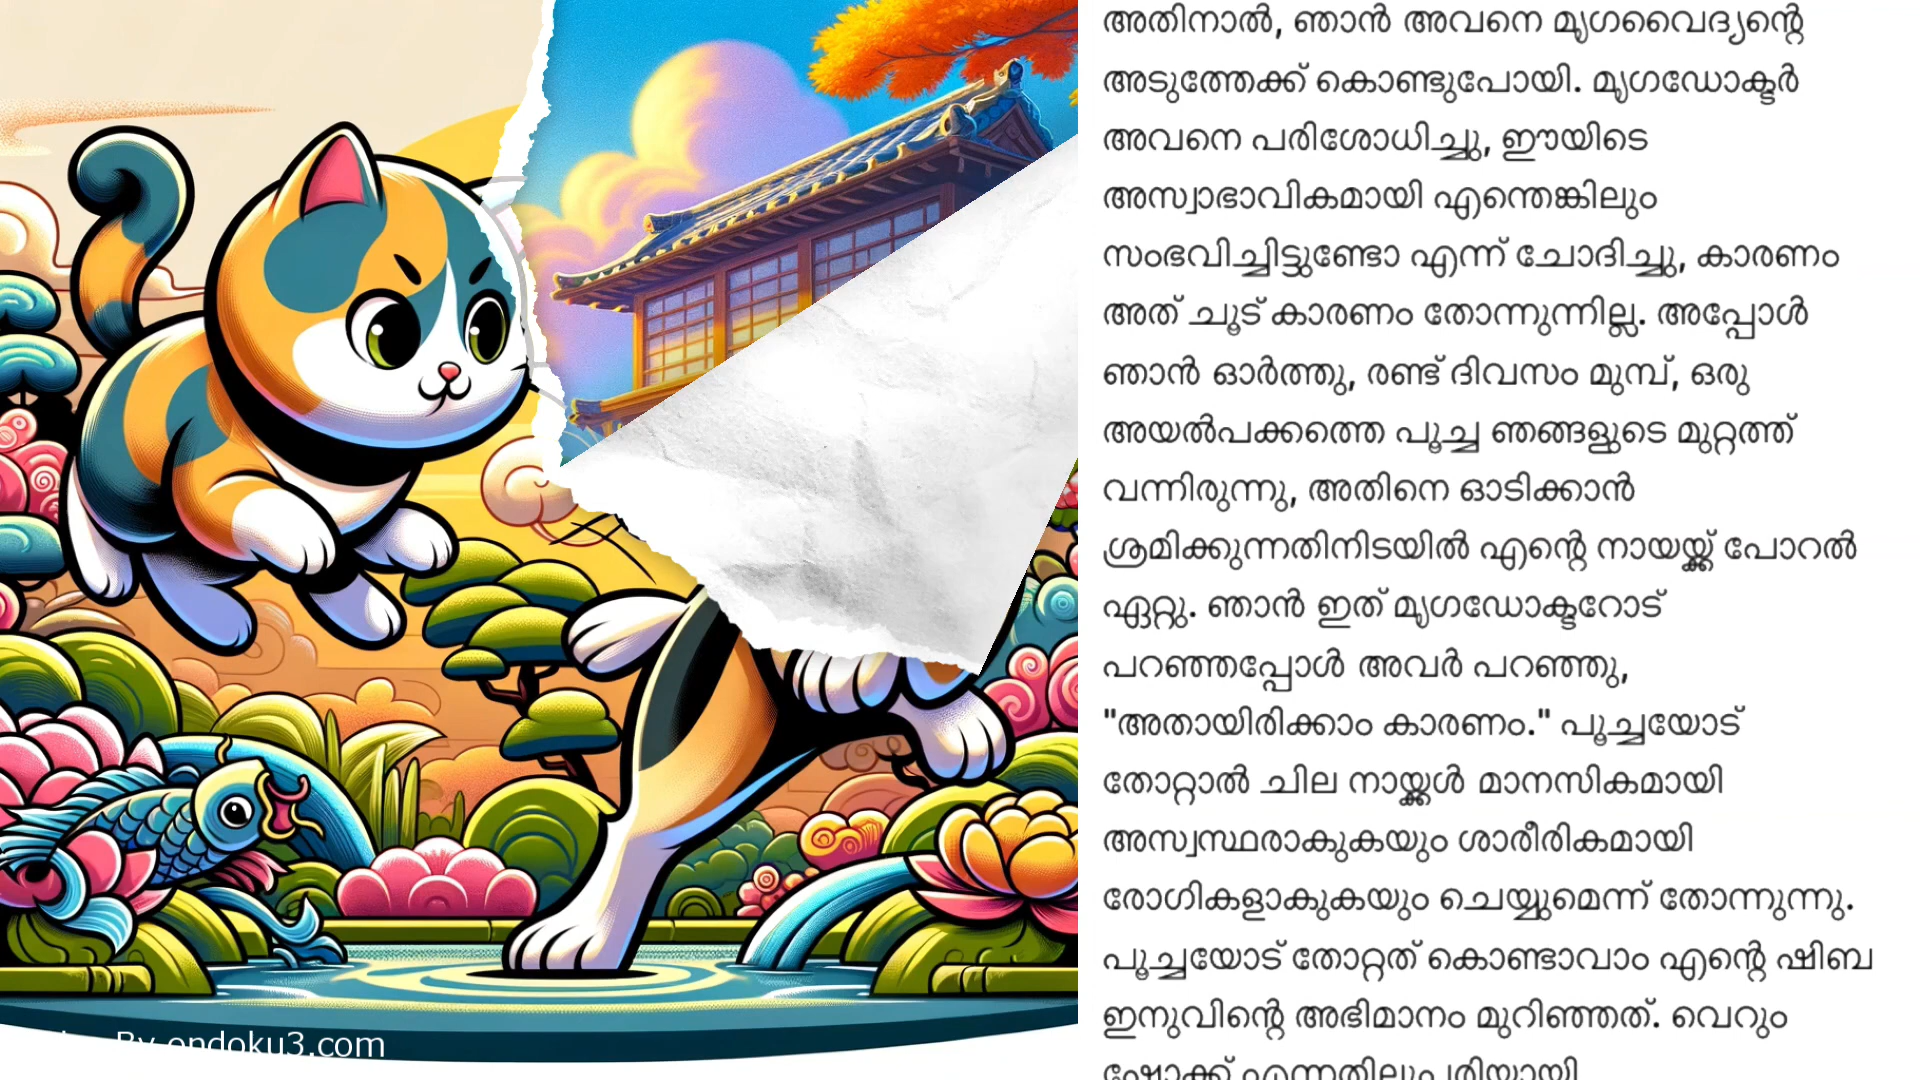 അതിനാൽ, ഞാൻ അവനെ മൃഗവൈദ്യന്റെ
അടുത്തേക്ക് കൊണ്ടുപോയി. മൃഗഡോക്ടർ
അവനെ പരിശോധിച്ചു, ഈയിടെ
അസ്വാഭാവികമായി എന്തെങ്കിലും
സംഭവിച്ചിട്ടുണ്ടോ എന്ന് ചോദിച്ചു, കാരണം
അത് ചൂട് കാരണം തോന്നുന്നില്ല. അപ്പോൾ
ഞാൻ ഓർത്തു, രണ്ട് ദിവസം മുമ്പ്, ഒരു
അയൽപക്കത്തെ പൂച്ച ഞങ്ങളുടെ മുറ്റത്ത്
വന്നിരുന്നു, അതിനെ ഓടിക്കാൻ
ശ്രമിക്കുന്നതിനിടയിൽ എന്റെ നായയ്ക്ക് പോറൽ
ഏറ്റു. ഞാൻ ഇത് മൃഗഡോക്ടറോട്
പറഞ്ഞപ്പോൾ അവർ പറഞ്ഞു,
"അതായിരിക്കാം കാരണം." പൂച്ചയോട്
തോറ്റാൽ ചില നായ്ക്കൾ മാനസികമായി
അസ്വസ്ഥരാകുകയും ശാരീരികമായി
രോഗികളാകുകയും ചെയ്യുമെന്ന് തോന്നുന്നു.
പൂച്ചയോട് തോറ്റത് കൊണ്ടാവാം എന്റെ ഷിബ
ഇനുവിന്റെ അഭിമാനം മുറിഞ്ഞത്. വെറും
ഷോക്ക് എന്നതിലുപരിയായി
By ondoku3.com